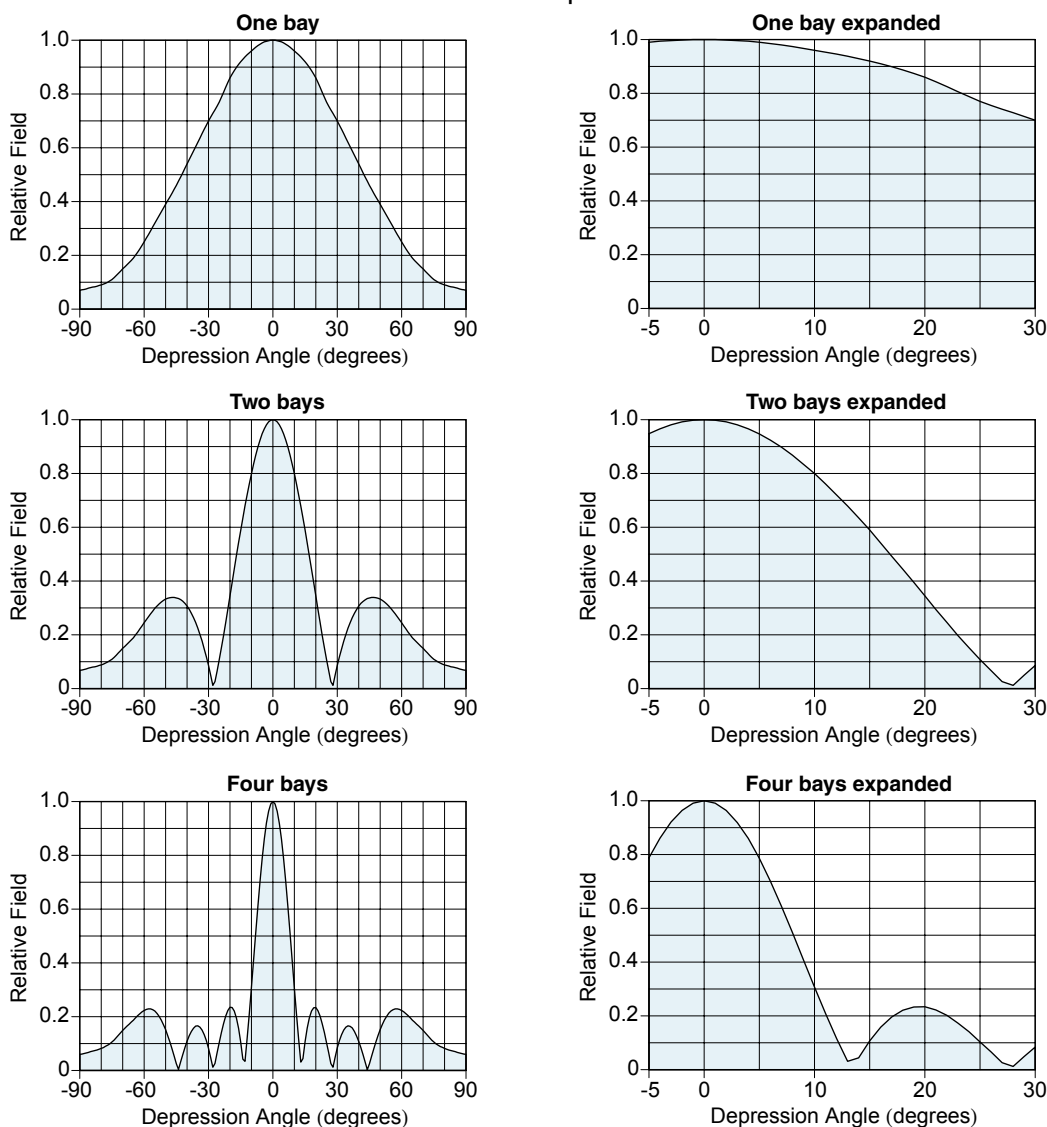 One bay
1.0
0.8
0.6
0.4
0.2
0
Relative Field
-90 -60 -30 0 30 60 90
Depression Angle (degrees)
One bay expanded
1.0
0.8
0.6
0.4
0.2
0
Relative Field
-5 0 10 20 30
Depression Angle (degrees)
Two bays
1.0
0.8
0.6
0.4
0.2
0
Relative Field
-90 -60 -30 0 30 60 90
Depression Angle (degrees)
Two bays expanded
1.0
0.8
0.6
0.4
0.2
0
Relative Field
-5 0 10 20 30
Depression Angle (degrees)
Four bays
1.0
0.8
0.6
0.4
0.2
0
Relative Field
-90 -60 -30 0 30 60 90
Depression Angle (degrees)
Four bays expanded
1.0
0.8
0.6
0.4
0.2
0
Relative Field
-5 0 10 20 30
Depression Angle (degrees)